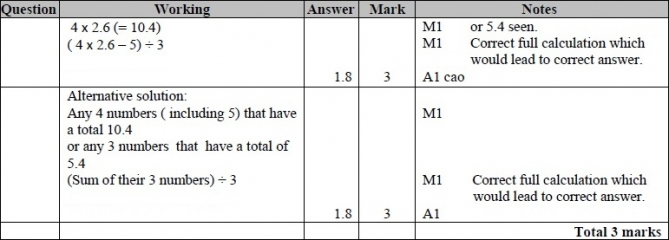 Question Working Answer Mark Notes
4 x 2.6 (= 10.4) M1 or 5.4 seen.
( 4 x 2.6 – 5) ÷ 3 M1 Correct full calculation which
would lead to correct answer.
1.8 3 A1 cao
Alternative solution:
Any 4 numbers ( including 5) that have M1
a total 10.4
or any 3 numbers that have a total of
5.4
(Sum of their 3 numbers) ÷ 3 M1 Correct full calculation which
would lead to correct answer.
1.8 3 A1
Total 3 marks